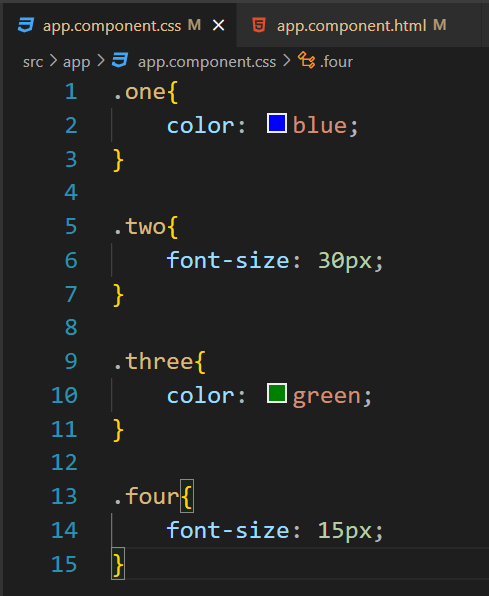 app.component.css M × app.component.html M
src > app > app.component.css > .four
1 .one{
2     color: blue;
3 }
4
5 .two{
6     font-size: 30px;
7 }
8
9 .three{
10     color: green;
11 }
12
13 .four{
14     font-size: 15px;
15 }